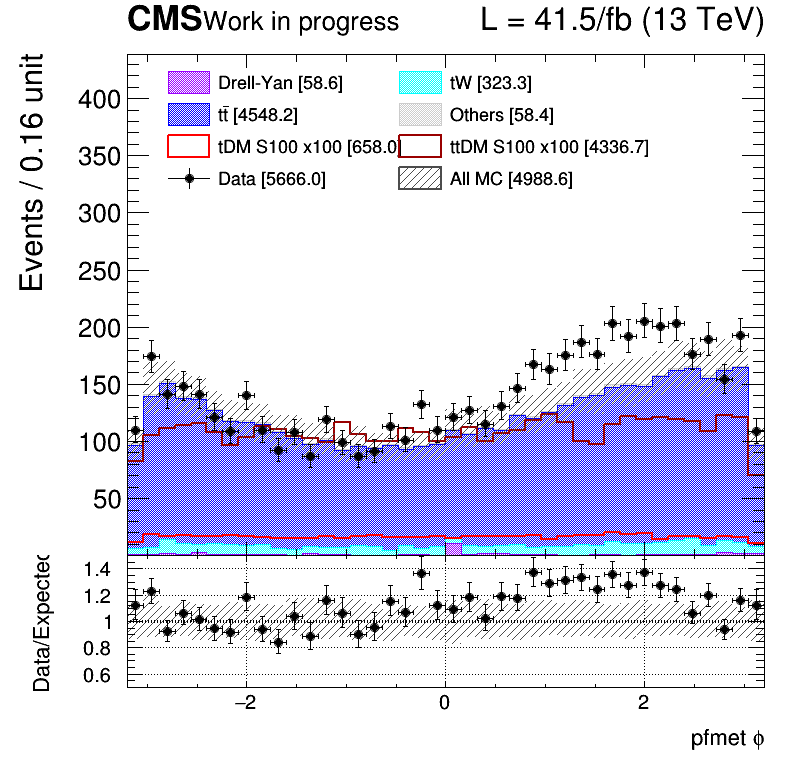 CMS Work in progress L = 41.5/fb (13 TeV)
Drell-Yan [58.6] tW [323.3]
tt̄ [4548.2] Others [58.4]
tDM S100 x100 [658.0] ttDM S100 x100 [4336.7]
Data [5666.0] All MC [4988.6]
Events / 0.16 unit
400
350
300
250
200
150
100
50
Data/Expected
1.4
1.2
1
0.8
0.6
−2 0 2
pfmet ϕ